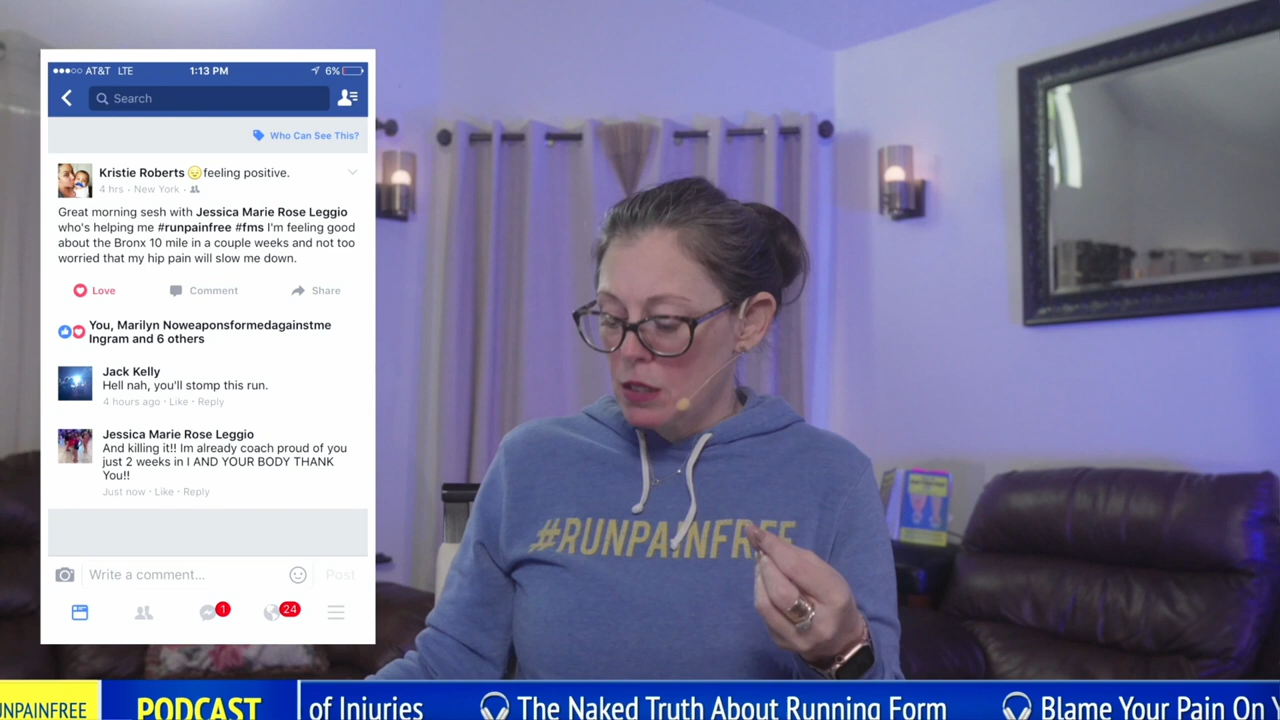 AT&T LTE 1:13 PM 6%
Search
Who Can See This?
Kristie Roberts feeling positive.
4 hrs · New York ·
Great morning sesh with Jessica Marie Rose Leggio
who's helping me #runpainfree #fms I'm feeling good
about the Bronx 10 mile in a couple weeks and not too
worried that my hip pain will slow me down.
Love Comment Share
You, Marilyn Noweaponsformedagainstme
Ingram and 6 others
Jack Kelly
Hell nah, you'll stomp this run.
4 hours ago · Like · Reply
Jessica Marie Rose Leggio
And killing it!! Im already coach proud of you
just 2 weeks in I AND YOUR BODY THANK
You!!
Just now · Like · Reply
Write a comment... Post
1 24
#RUNPAINFREE
UNPAINFREE PODCAST of Injuries The Naked Truth About Running Form Blame Your Pain On Y